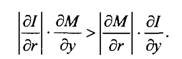 |∂I/∂r| · ∂M/∂y > |∂M/∂r| · ∂I/∂y.